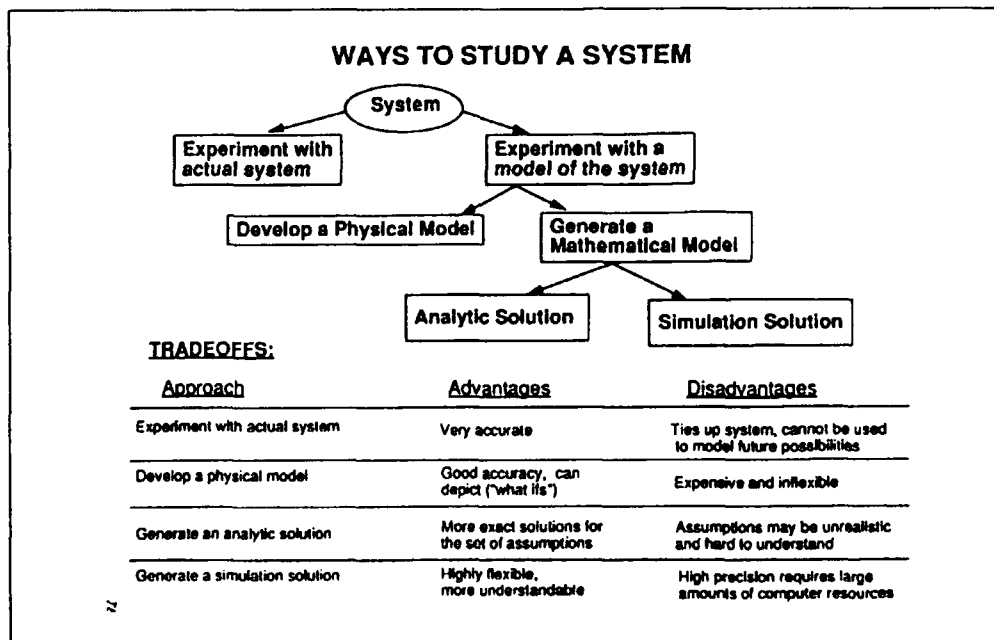 WAYS TO STUDY A SYSTEM
System
Experiment with
actual system
Experiment with a
model of the system
Develop a Physical Model
Generate a
Mathematical Model
Analytic Solution
Simulation Solution
TRADEOFFS:
Approach
Advantages
Disadvantages
Experiment with actual system
Very accurate
Ties up system, cannot be used
to model future possibilities
Develop a physical model
Good accuracy, can
depict ("what ifs")
Expensive and inflexible
Generate an analytic solution
More exact solutions for
the set of assumptions
Assumptions may be unrealistic
and hard to understand
Generate a simulation solution
Highly flexible,
more understandable
High precision requires large
amounts of computer resources